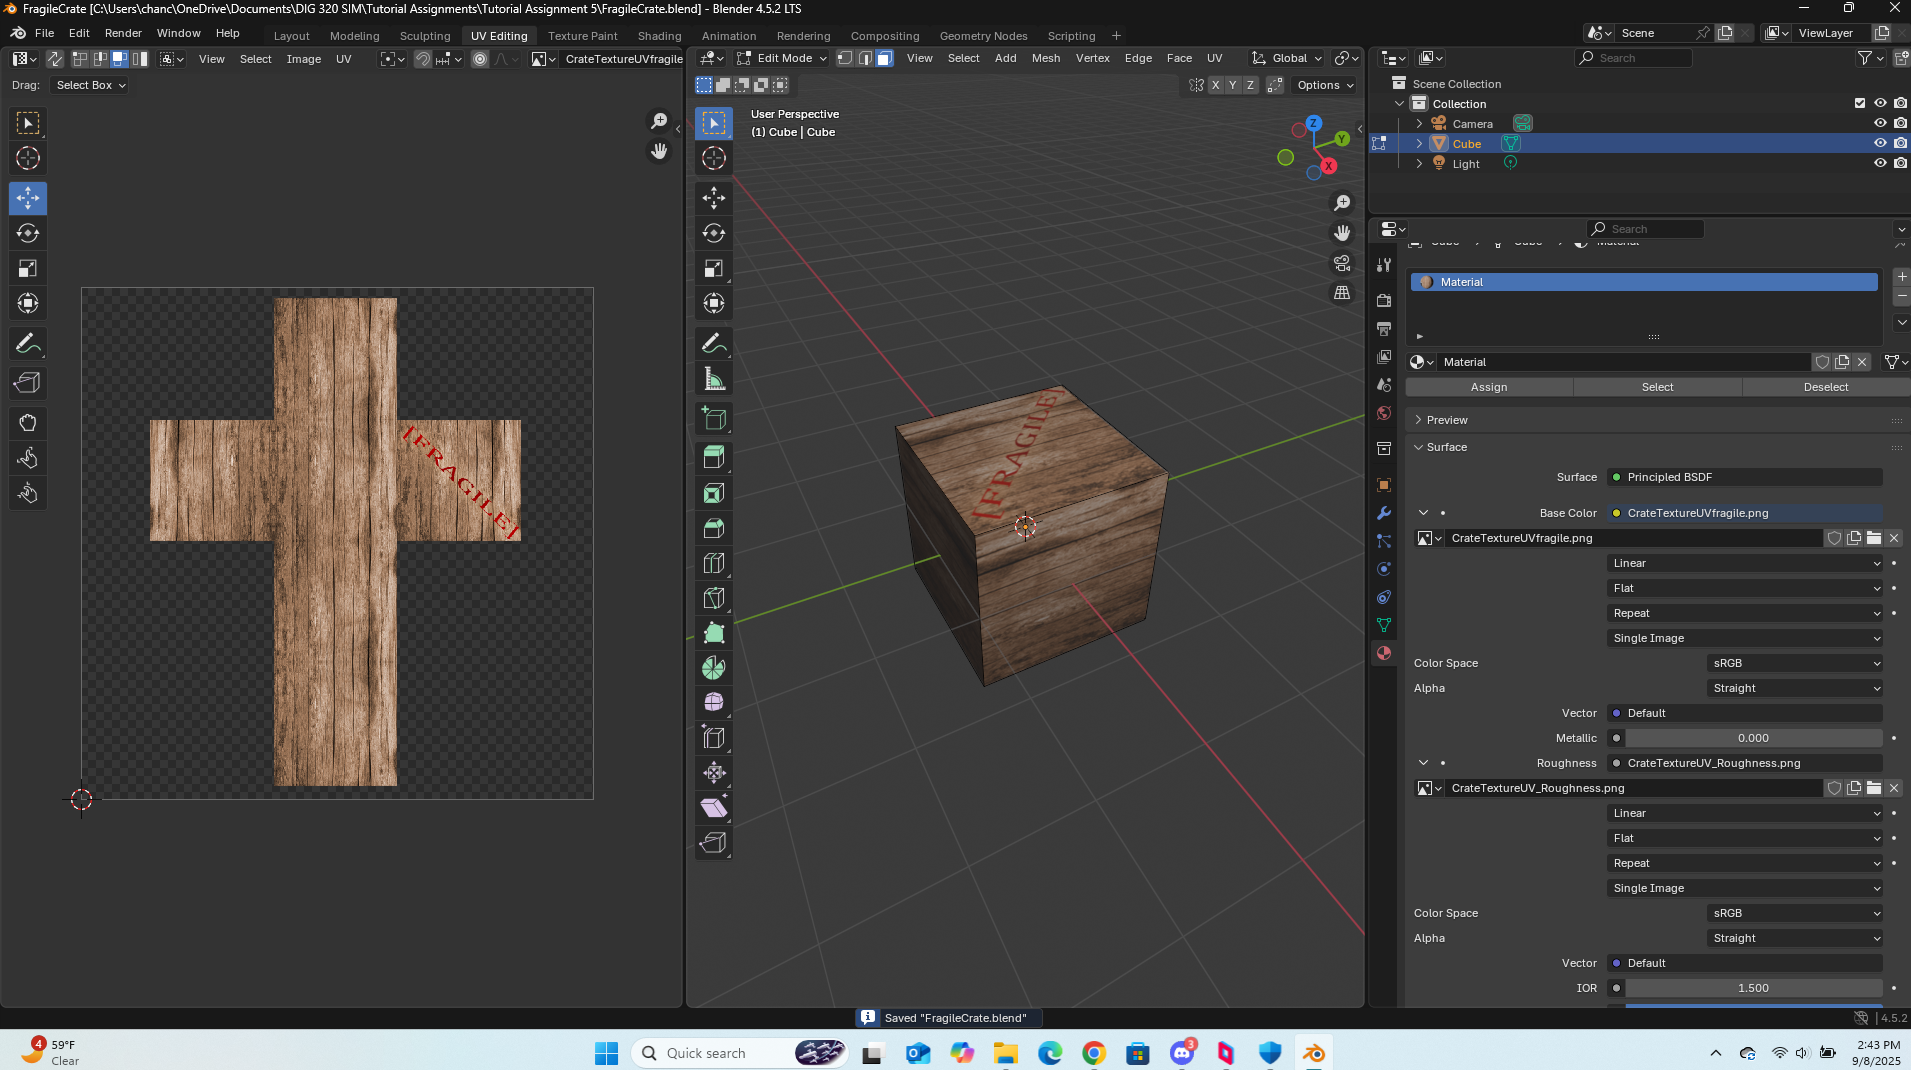 FragileCrate [C:\Users\chanc\OneDrive\Documents\DIG 320 SIM\Tutorial Assignments\Tutorial Assignment 5\FragileCrate.blend] - Blender 4.5.2 LTS
File Edit Render Window Help Layout Modeling Sculpting UV Editing Texture Paint Shading Animation Rendering Compositing Geometry Nodes Scripting +
Scene ViewLayer
View Select Image UV CrateTextureUVfragile
Edit Mode View Select Add Mesh Vertex Edge Face UV Global
Search
Drag: Select Box
X Y Z Options
User Perspective
(1) Cube | Cube
Z
Y
X
[FRAGILE]
[FRAGILE]
Scene Collection
Collection
Camera
Cube
Light
Search
Cube Cube Material
Material
Material
Assign Select Deselect
Preview
Surface
Surface Principled BSDF
Base Color CrateTextureUVfragile.png
CrateTextureUVfragile.png
Linear
Flat
Repeat
Single Image
Color Space sRGB
Alpha Straight
Vector Default
Metallic 0.000
Roughness CrateTextureUV_Roughness.png
CrateTextureUV_Roughness.png
Linear
Flat
Repeat
Single Image
Color Space sRGB
Alpha Straight
Vector Default
IOR 1.500
Saved "FragileCrate.blend"
4.5.2
4
59°F
Clear
Quick search
3
2:43 PM
9/8/2025